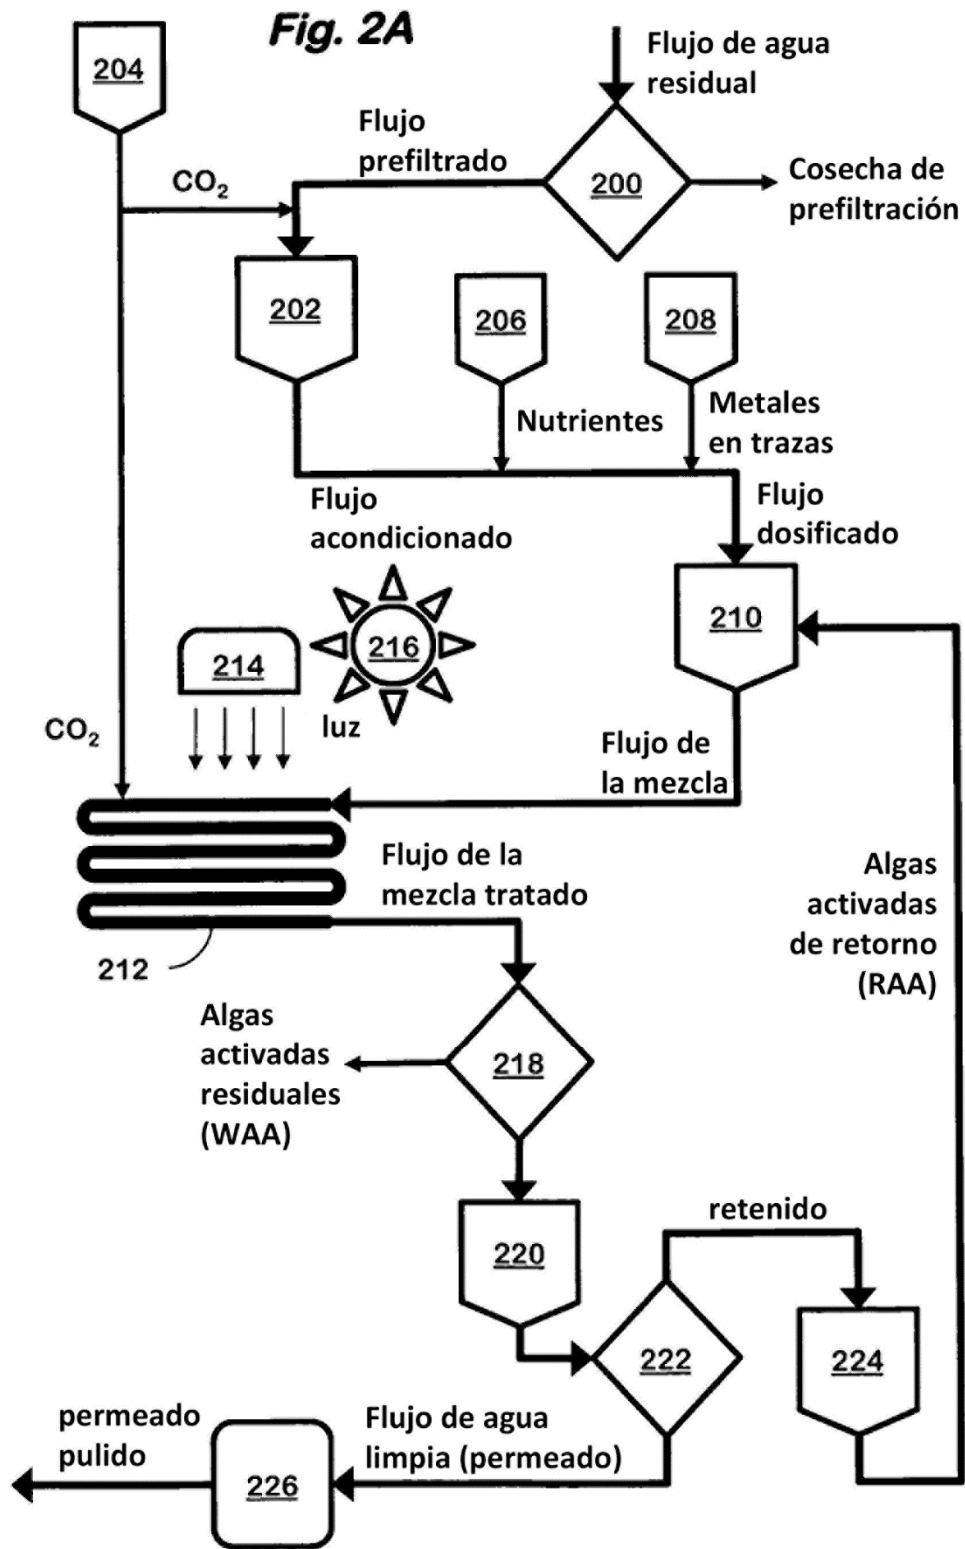 Fig. 2A
204
Flujo de agua
residual
Flujo
prefiltrado
CO2
200
Cosecha de
prefiltración
202
206
208
Nutrientes
Metales
en trazas
Flujo
acondicionado
Flujo
dosificado
210
214
216
luz
CO2
Flujo de
la mezcla
Flujo de la
mezcla tratado
Algas
activadas
de retorno
(RAA)
212
Algas
activadas
residuales
(WAA)
218
retenido
220
222
224
permeado
pulido
Flujo de agua
limpia (permeado)
226